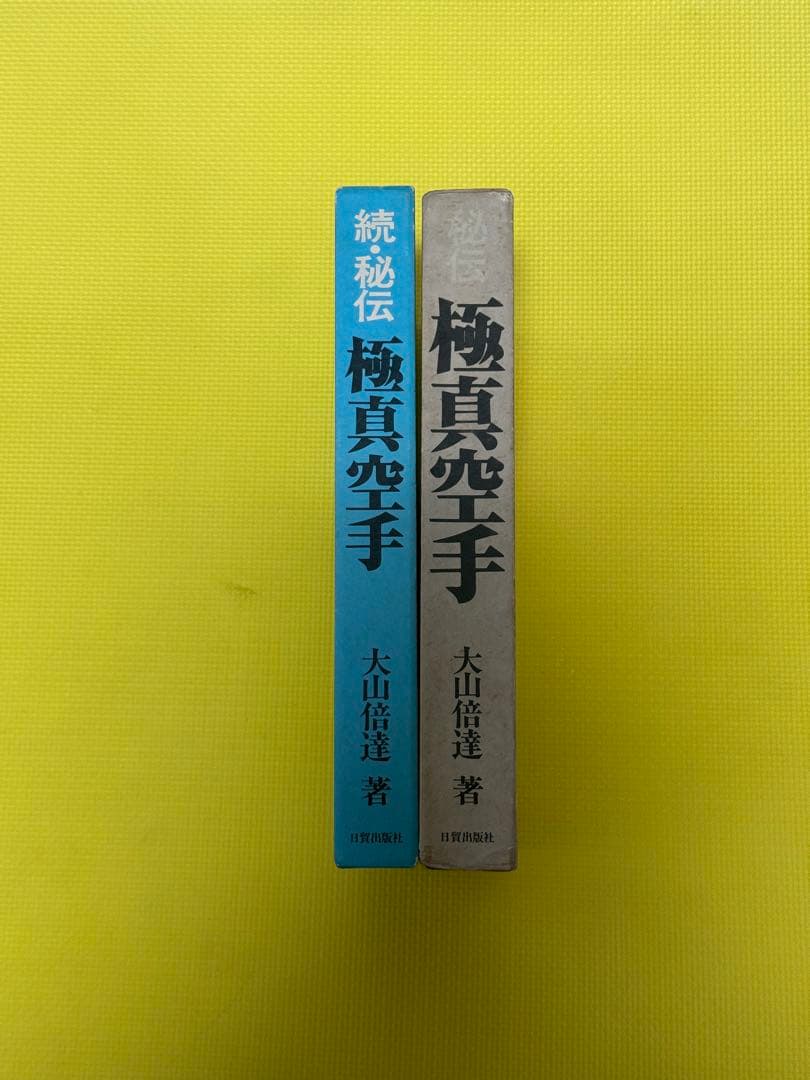 続・秘伝
極真空手
大山倍達 著
日貿出版社
秘伝
極真空手
大山倍達 著
日貿出版社